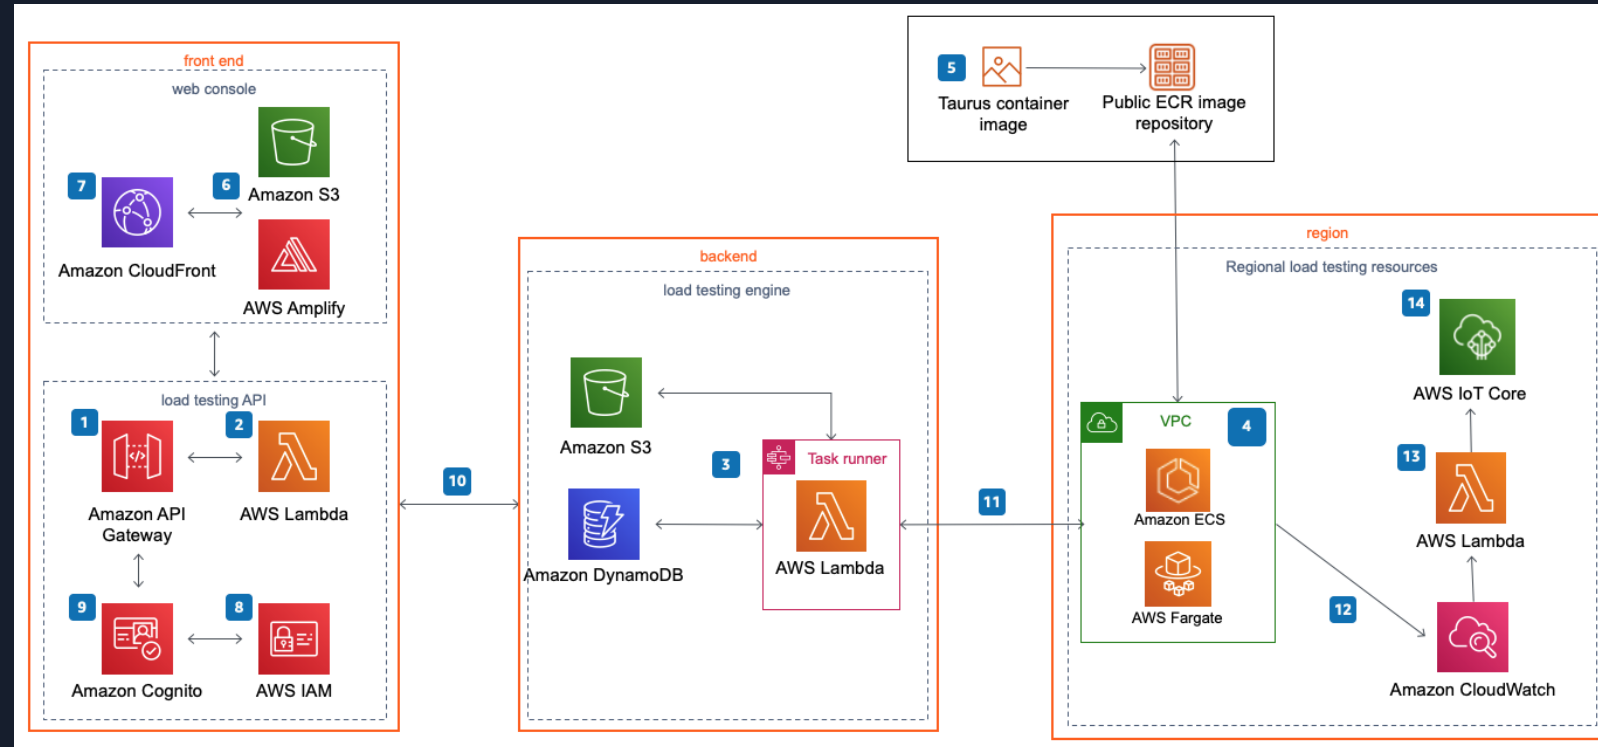 front end
web console
7
6
Amazon S3
Amazon CloudFront
AWS Amplify
load testing API
1
2
Amazon API
Gateway
AWS Lambda
9
8
Amazon Cognito
AWS IAM
10
backend
load testing engine
Amazon S3
3
Task runner
Amazon DynamoDB
AWS Lambda
11
5
Taurus container
image
Public ECR image
repository
region
Regional load testing resources
VPC
4
Amazon ECS
AWS Fargate
12
14
AWS IoT Core
13
AWS Lambda
Amazon CloudWatch